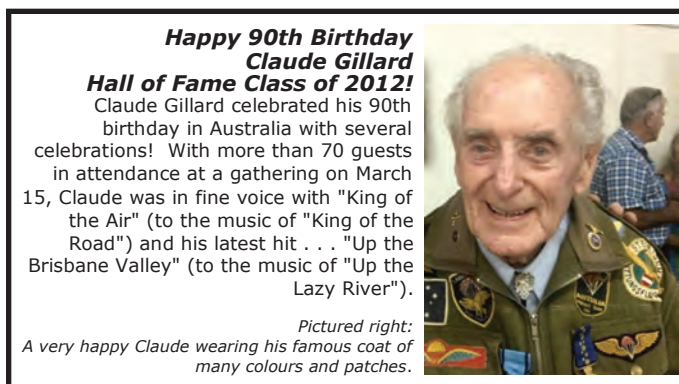 Happy 90th Birthday
Claude Gillard
Hall of Fame Class of 2012!
Claude Gillard celebrated his 90th
birthday in Australia with several
celebrations! With more than 70 guests
in attendance at a gathering on March
15, Claude was in fine voice with "King of
the Air" (to the music of "King of the
Road") and his latest hit . . . "Up the
Brisbane Valley" (to the music of "Up the
Lazy River").
Pictured right:
A very happy Claude wearing his famous coat of
many colours and patches.